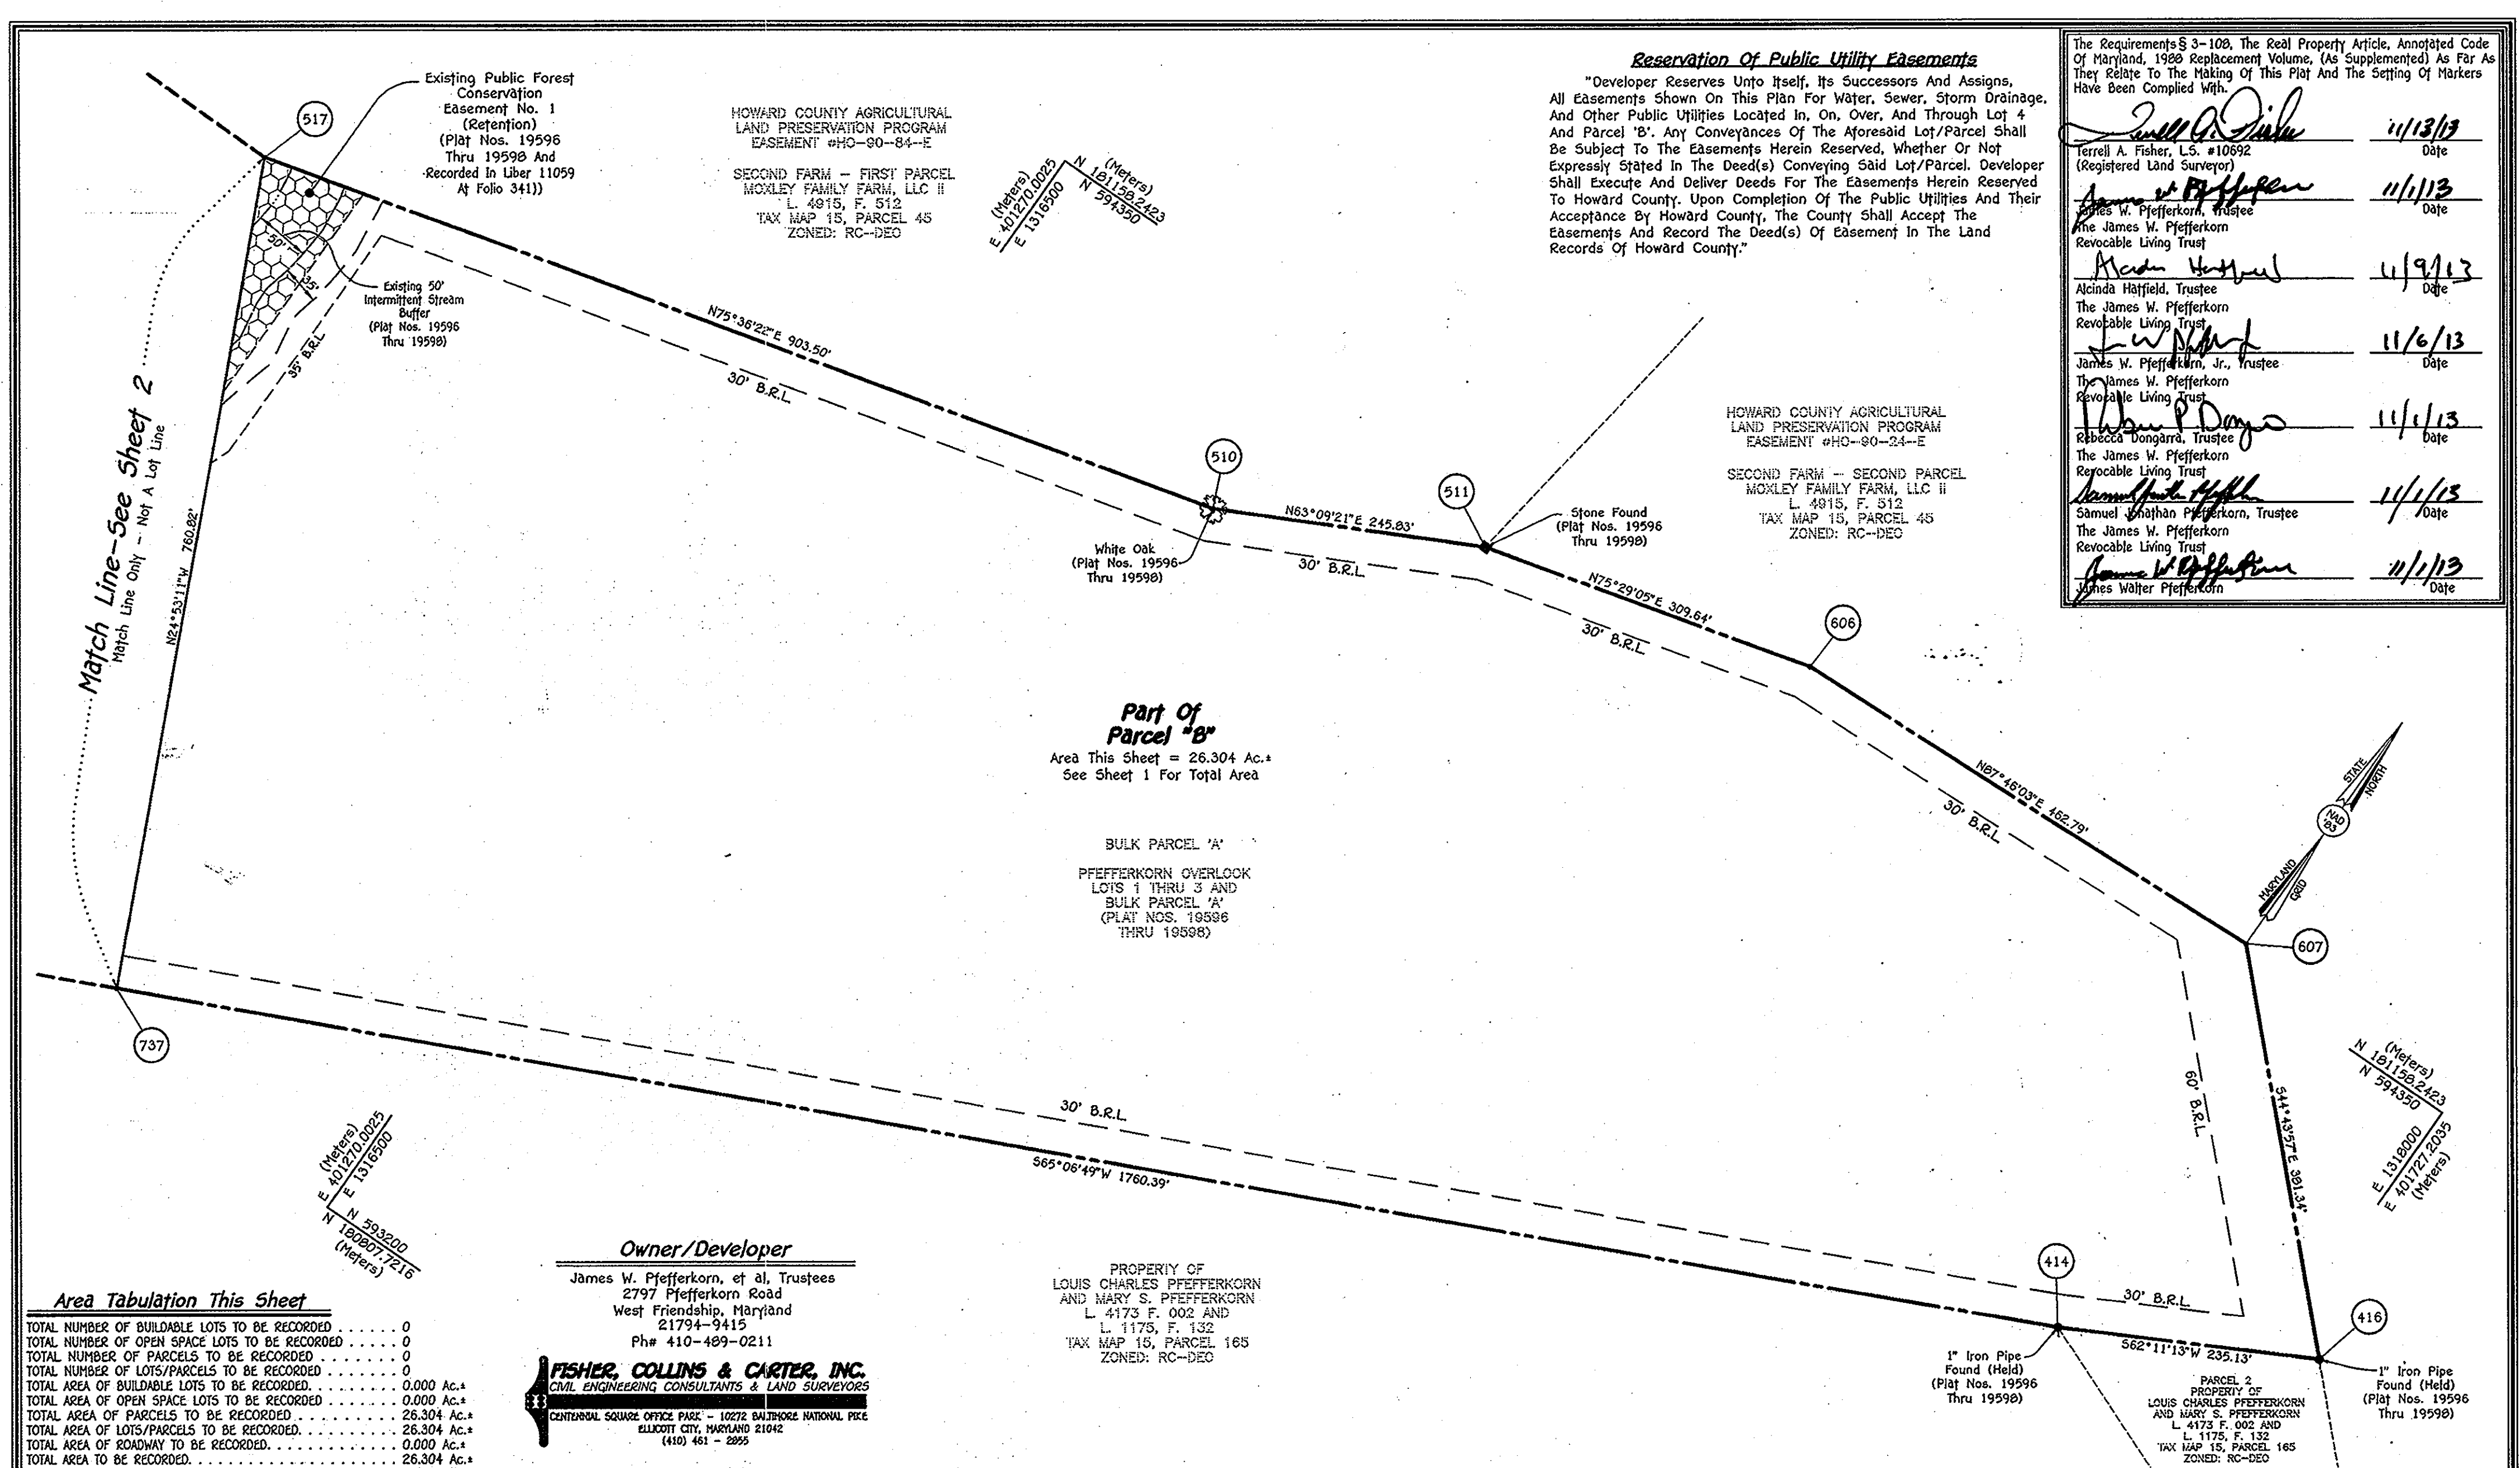 Existing Public Forest
Conservation
Easement No. 1
(Retention)
(Plat Nos. 19596
Thru 19598 And
Recorded In Liber 11059
At Folio 341))
517
HOWARD COUNTY AGRICULTURAL
LAND PRESERVATION PROGRAM
EASEMENT #HO-90-84-E
SECOND FARM - FIRST PARCEL
MOXLEY FAMILY FARM, LLC II
L. 4915, F. 512
TAX MAP 15, PARCEL 45
ZONED: RC-DEO
(Meters)
E 401270.0025
E 1316500
(Meters)
N 181158.2423
N 594350
Reservation Of Public Utility Easements
"Developer Reserves Unto Itself, Its Successors And Assigns,
All Easements Shown On This Plan For Water, Sewer, Storm Drainage,
And Other Public Utilities Located In, On, Over, And Through Lot 4
And Parcel 'B'. Any Conveyances Of The Aforesaid Lot/Parcel Shall
Be Subject To The Easements Herein Reserved, Whether Or Not
Expressly Stated In The Deed(s) Conveying Said Lot/Parcel. Developer
Shall Execute And Deliver Deeds For The Easements Herein Reserved
To Howard County. Upon Completion Of The Public Utilities And Their
Acceptance By Howard County, The County Shall Accept The
Easements And Record The Deed(s) Of Easement In The Land
Records Of Howard County."
The Requirements § 3-108, The Real Property Article, Annotated Code
Of Maryland, 1988 Replacement Volume, (As Supplemented) As Far As
They Relate To The Making Of This Plat And The Setting Of Markers
Have Been Complied With.
11/13/13
Terrell A. Fisher, L.S. #10692
Date
(Registered Land Surveyor)
11/1/13
James W. Pfefferkorn, Trustee
Date
The James W. Pfefferkorn
Revocable Living Trust
11/9/13
Alcinda Hatfield, Trustee
Date
The James W. Pfefferkorn
Revocable Living Trust
11/6/13
James W. Pfefferkorn, Jr., Trustee
Date
The James W. Pfefferkorn
Revocable Living Trust
11/1/13
Rebecca Dongarra, Trustee
Date
The James W. Pfefferkorn
Revocable Living Trust
11/1/13
Samuel Jonathan Pfefferkorn, Trustee
Date
The James W. Pfefferkorn
Revocable Living Trust
11/1/13
James Walter Pfefferkorn
Date
50'
35'
Existing 50'
Intermittent Stream
Buffer
(Plat Nos. 19596
Thru 19598)
35' B.R.L
N75°36'22"E 903.50'
30' B.R.L
Match Line-See Sheet 2
Match Line Only - Not A Lot Line
N24°53'11"W 760.82'
510
White Oak
(Plat Nos. 19596
Thru 19598)
N63°09'21"E 245.83'
30' B.R.L
511
Stone Found
(Plat Nos. 19596
Thru 19598)
HOWARD COUNTY AGRICULTURAL
LAND PRESERVATION PROGRAM
EASEMENT #HO-90-24-E
SECOND FARM - SECOND PARCEL
MOXLEY FAMILY FARM, LLC II
L. 4915, F. 512
TAX MAP 15, PARCEL 45
ZONED: RC-DEO
N75°29'05"E 309.64'
30' B.R.L
606
Part Of
Parcel "B"
Area This Sheet = 26.304 Ac.±
See Sheet 1 For Total Area
BULK PARCEL 'A'
PFEFFERKORN OVERLOOK
LOTS 1 THRU 3 AND
BULK PARCEL 'A'
(PLAT NOS. 19596
THRU 19598)
N87°46'03"E 462.79'
30' B.R.L
STATE
NORTH
NAD
'83
MARYLAND
GRID
607
737
60' B.R.L
S44°43'57"E 381.34'
(Meters)
N 181158.2423
N 594350
E 1318000
E 401727.2035
(Meters)
30' B.R.L
S65°06'49"W 1760.39'
(Meters)
E 401270.0025
E 1316500
N 593200
N 180807.7216
(Meters)
Owner/Developer
James W. Pfefferkorn, et al, Trustees
2797 Pfefferkorn Road
West Friendship, Maryland
21794-9415
Ph# 410-489-0211
FISHER, COLLINS & CARTER, INC.
CIVIL ENGINEERING CONSULTANTS & LAND SURVEYORS
CENTENNIAL SQUARE OFFICE PARK - 10272 BALTIMORE NATIONAL PIKE
ELLICOTT CITY, MARYLAND 21042
(410) 461 - 2855
PROPERTY OF
LOUIS CHARLES PFEFFERKORN
AND MARY S. PFEFFERKORN
L. 4173 F. 002 AND
L. 1175, F. 132
TAX MAP 15, PARCEL 165
ZONED: RC-DEO
414
30' B.R.L
416
1" Iron Pipe
Found (Held)
(Plat Nos. 19596
Thru 19598)
S62°11'13"W 235.13'
PARCEL 2
PROPERTY OF
LOUIS CHARLES PFEFFERKORN
AND MARY S. PFEFFERKORN
L. 4173 F. 002 AND
L. 1175, F. 132
TAX MAP 15, PARCEL 165
ZONED: RC-DEO
1" Iron Pipe
Found (Held)
(Plat Nos. 19596
Thru 19598)
Area Tabulation This Sheet
TOTAL NUMBER OF BUILDABLE LOTS TO BE RECORDED . . . . . . 0
TOTAL NUMBER OF OPEN SPACE LOTS TO BE RECORDED . . . . . 0
TOTAL NUMBER OF PARCELS TO BE RECORDED . . . . . . . . 0
TOTAL NUMBER OF LOTS/PARCELS TO BE RECORDED . . . . . . 0
TOTAL AREA OF BUILDABLE LOTS TO BE RECORDED. . . . . . . . 0.000 Ac.±
TOTAL AREA OF OPEN SPACE LOTS TO BE RECORDED . . . . . . 0.000 Ac.±
TOTAL AREA OF PARCELS TO BE RECORDED . . . . . . . . . 26.304 Ac.±
TOTAL AREA OF LOTS/PARCELS TO BE RECORDED. . . . . . . . 26.304 Ac.±
TOTAL AREA OF ROADWAY TO BE RECORDED. . . . . . . . . . 0.000 Ac.±
TOTAL AREA TO BE RECORDED. . . . . . . . . . . . . . . . 26.304 Ac.±